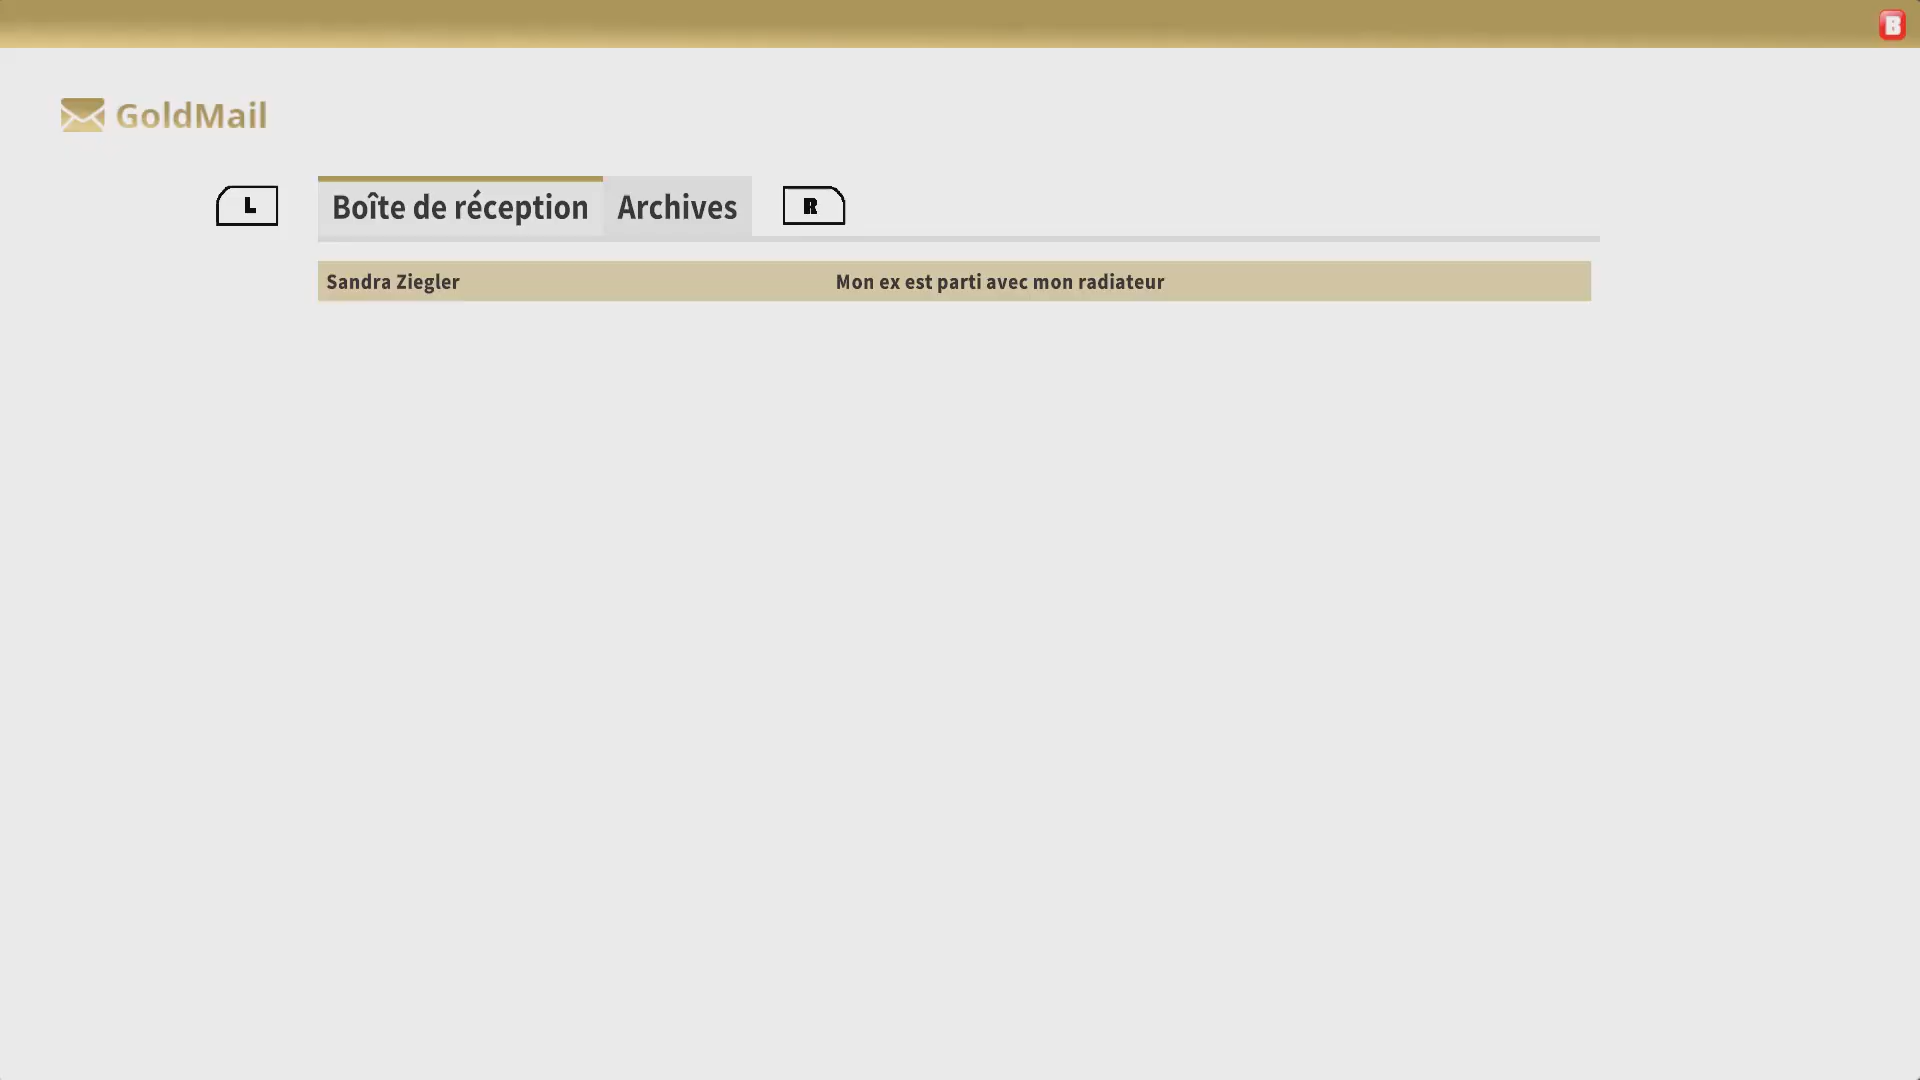 B
GoldMail
L Boîte de réception Archives R
Sandra Ziegler Mon ex est parti avec mon radiateur